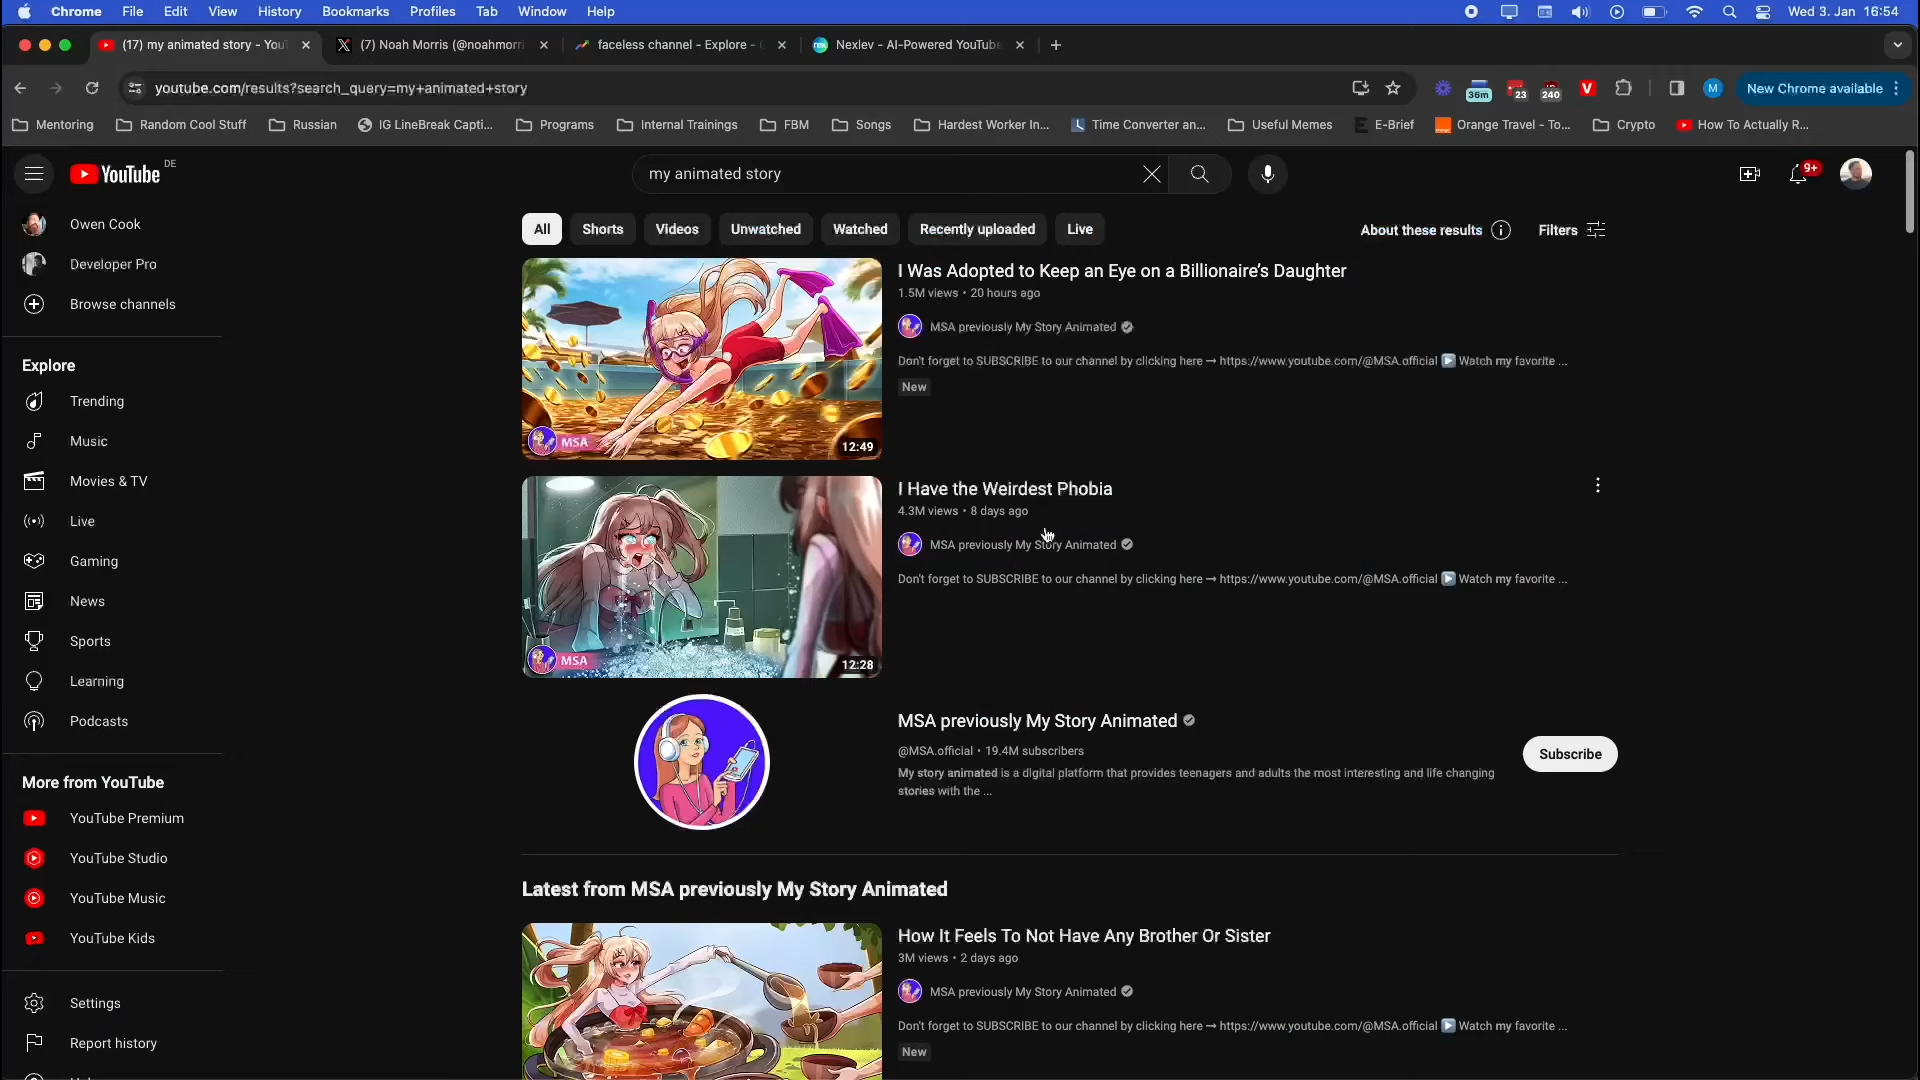 Chrome File Edit View History Bookmarks Profiles Tab Window Help Wed 3. Jan 16:54
(17) my animated story - You (7) Noah Morris (@noahmorri faceless channel - Explore - Nexlev - AI-Powered YouTube
youtube.com/results?search_query=my+animated+story 36m 23 240 V M New Chrome available
Mentoring Random Cool Stuff Russian IG LineBreak Capti... Programs Internal Trainings FBM Songs Hardest Worker In... Time Converter an... Useful Memes E-Brief Orange Travel - To... Crypto How To Actually R...
YouTube DE my animated story 9+
Owen Cook
Developer Pro
Browse channels
Explore
Trending
Music
Movies & TV
Live
Gaming
News
Sports
Learning
Podcasts
More from YouTube
YouTube Premium
YouTube Studio
YouTube Music
YouTube Kids
Settings
Report history
All Shorts Videos Unwatched Watched Recently uploaded Live About these results Filters
MSA 12:49
I Was Adopted to Keep an Eye on a Billionaire's Daughter
1.5M views • 20 hours ago
MSA previously My Story Animated
Don't forget to SUBSCRIBE to our channel by clicking here → https://www.youtube.com/@MSA.official ▶ Watch my favorite ...
New
MSA 12:28
I Have the Weirdest Phobia
4.3M views • 8 days ago
MSA previously My Story Animated
Don't forget to SUBSCRIBE to our channel by clicking here → https://www.youtube.com/@MSA.official ▶ Watch my favorite ...
MSA previously My Story Animated
@MSA.official • 19.4M subscribers
My story animated is a digital platform that provides teenagers and adults the most interesting and life changing
stories with the ...
Subscribe
Latest from MSA previously My Story Animated
How It Feels To Not Have Any Brother Or Sister
3M views • 2 days ago
MSA previously My Story Animated
Don't forget to SUBSCRIBE to our channel by clicking here → https://www.youtube.com/@MSA.official ▶ Watch my favorite ...
New